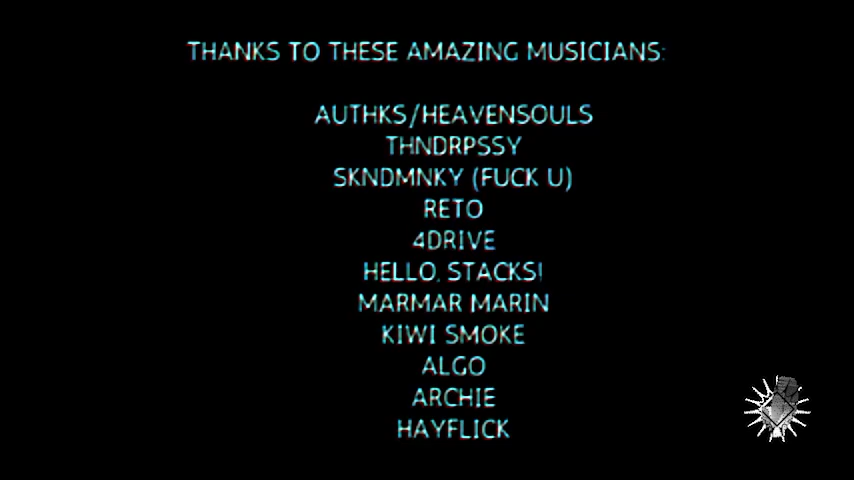 THANKS TO THESE AMAZING MUSICIANS:
AUTHKS/HEAVENSOULS
THNDRPSSY
SKNDMNKY (FUCK U)
RETO
4DRIVE
HELLO, STACKS!
MARMAR MARIN
KIWI SMOKE
ALGO
ARCHIE
HAYFLICK